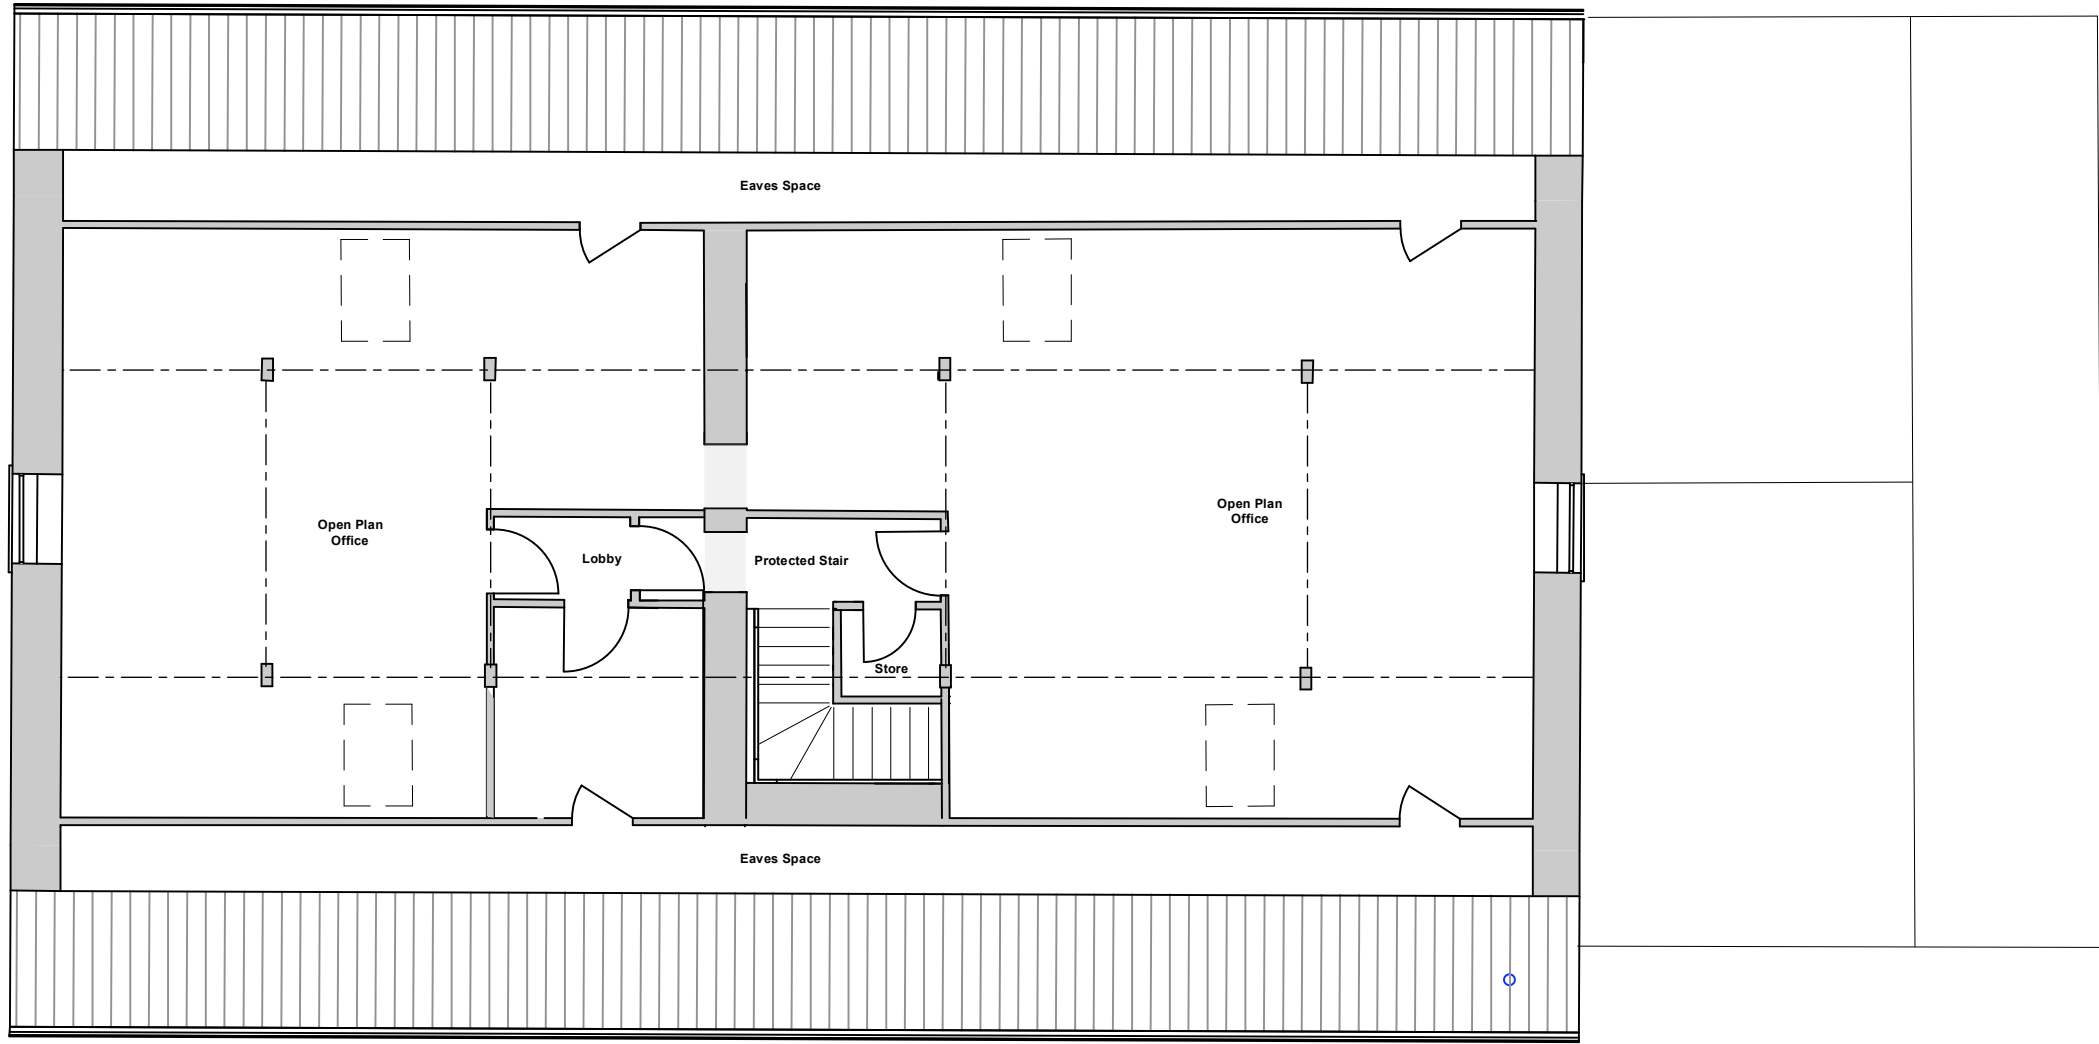 Eaves Space
Open Plan
Office
Open Plan
Office
Lobby
Protected Stair
Store
Eaves Space